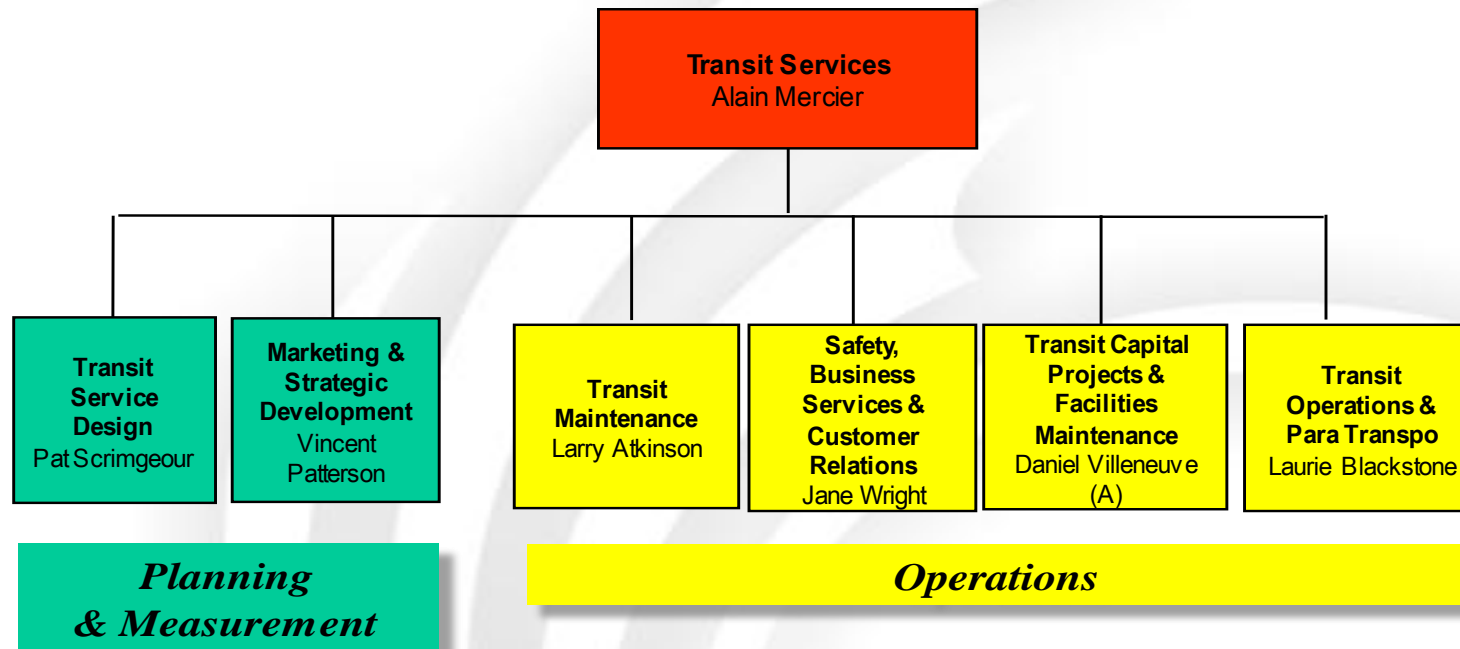 Transit Services
Alain Mercier
Transit
Service
Design
Pat Scrimgeour
Marketing &
Strategic
Development
Vincent
Patterson
Transit
Maintenance
Larry Atkinson
Safety,
Business
Services &
Customer
Relations
Jane Wright
Transit Capital
Projects &
Facilities
Maintenance
Daniel Villeneuve
(A)
Transit
Operations &
Para Transpo
Laurie Blackstone
Planning
& Measurement
Operations